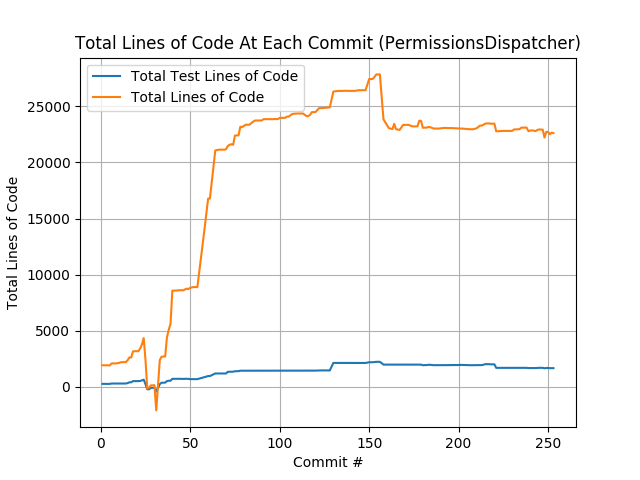 Total Lines of Code At Each Commit (PermissionsDispatcher)
Total Test Lines of Code
Total Lines of Code
Total Lines of Code
25000
20000
15000
10000
5000
0
0
50
100
150
200
250
Commit #